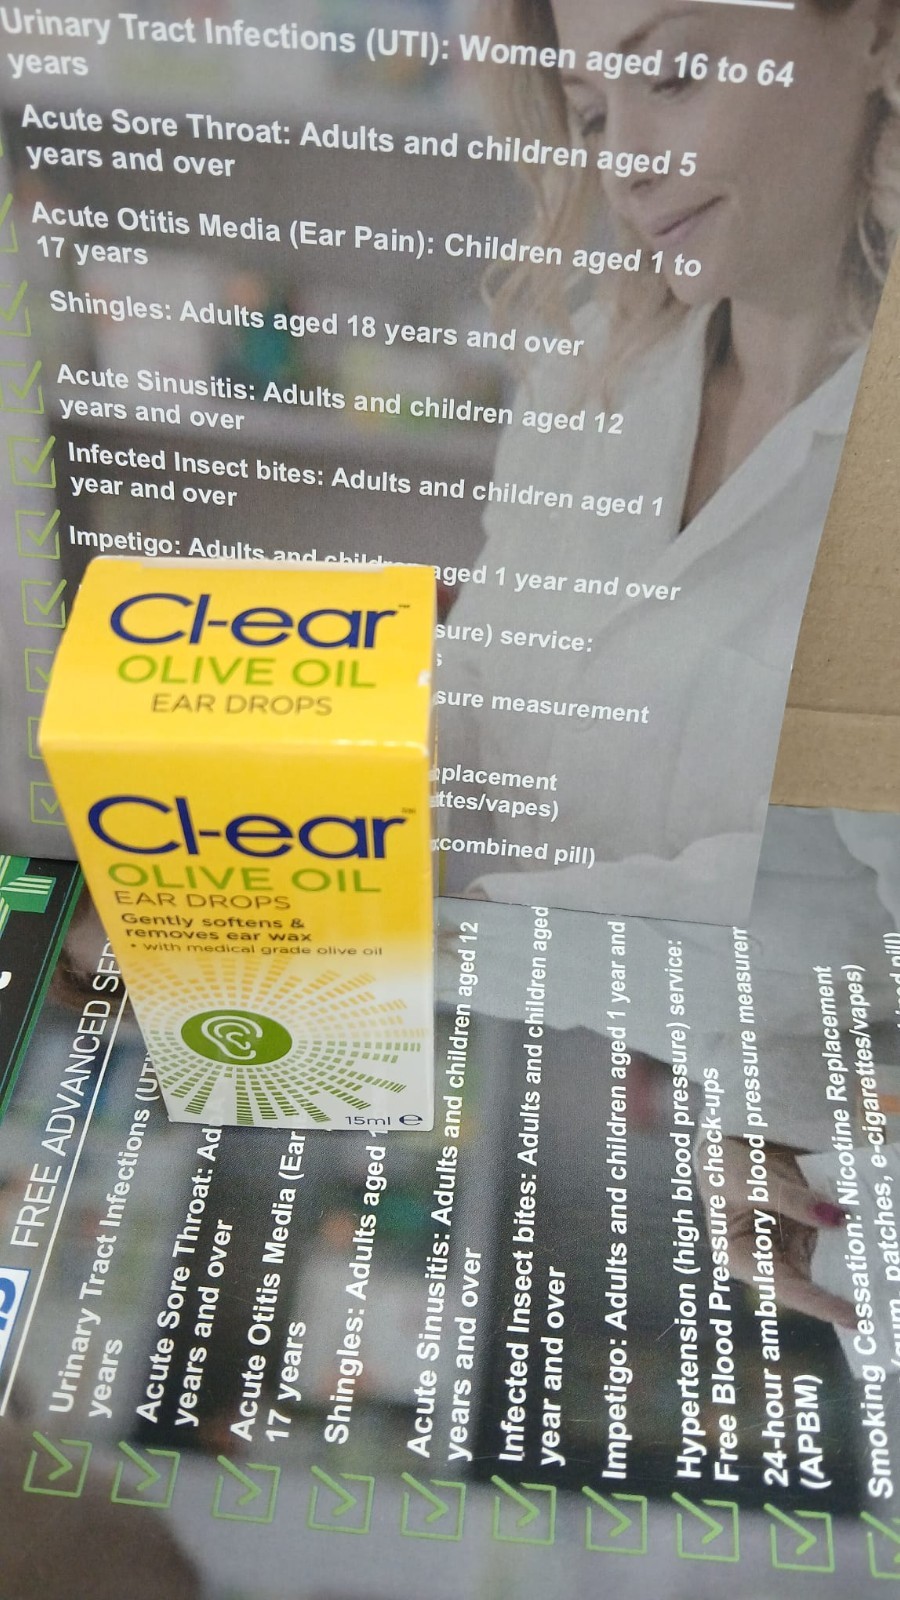 Urinary Tract Infections (UTI): Women aged 16 to 64
years
Acute Sore Throat: Adults and children aged 5
years and over
Acute Otitis Media (Ear Pain): Children aged 1 to
17 years
Shingles: Adults aged 18 years and over
Acute Sinusitis: Adults and children aged 12
years and over
Infected Insect bites: Adults and children aged 1
year and over
Impetigo: Adults and children aged 1 year and over
sure) service:
sure measurement
placement
ttes/vapes)
combined pill)
Cl-ear™
OLIVE OIL
EAR DROPS
Cl-ear™
OLIVE OIL
EAR DROPS
Gently softens &
removes ear wax
• with medical grade olive oil
15ml e
FREE ADVANCED SER
Urinary Tract Infections (UT
years
Acute Sore Throat: Ad
years and over
Acute Otitis Media (Ear
17 years
Shingles: Adults aged 1
Acute Sinusitis: Adults and children aged 12
years and over
Infected Insect bites: Adults and children aged
year and over
Impetigo: Adults and children aged 1 year and
Hypertension (high blood pressure) service:
Free Blood Pressure check-ups
24-hour ambulatory blood pressure measurem
(APBM)
Smoking Cessation: Nicotine Replacement
patches, e-cigarettes/vapes)